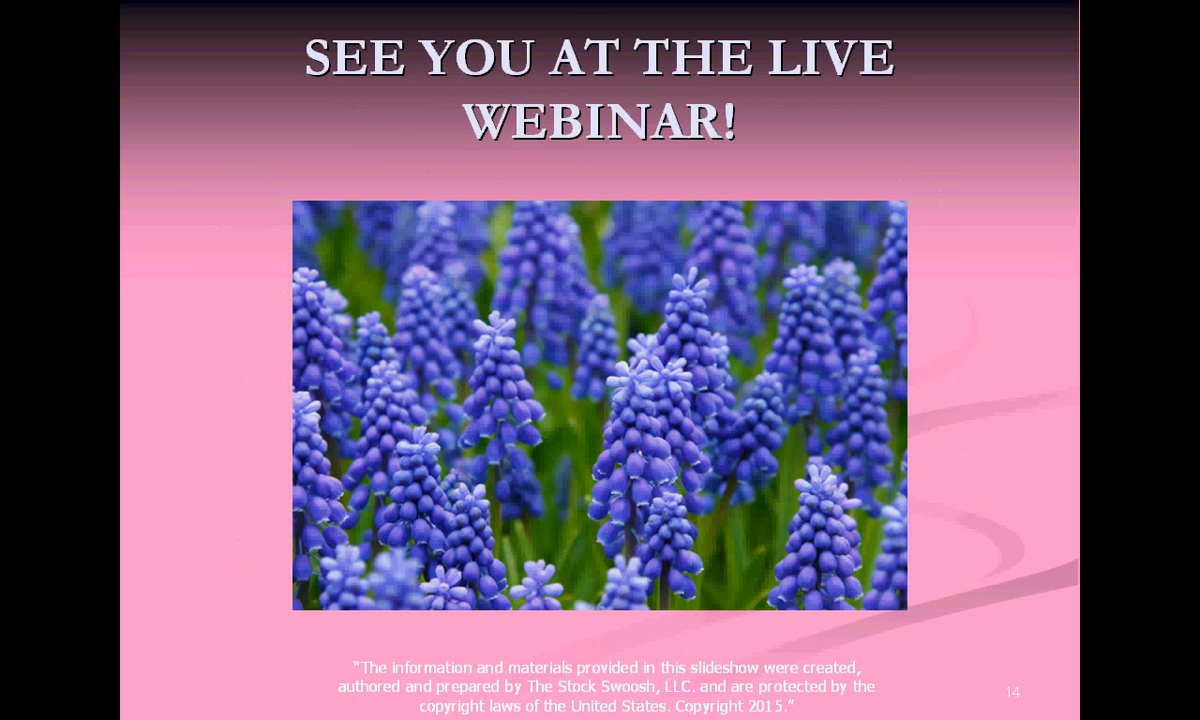 SEE YOU AT THE LIVE
WEBINAR!
“The information and materials provided in this slideshow were created,
authored and prepared by The Stock Swoosh, LLC. and are protected by the
copyright laws of the United States. Copyright 2015.”
14